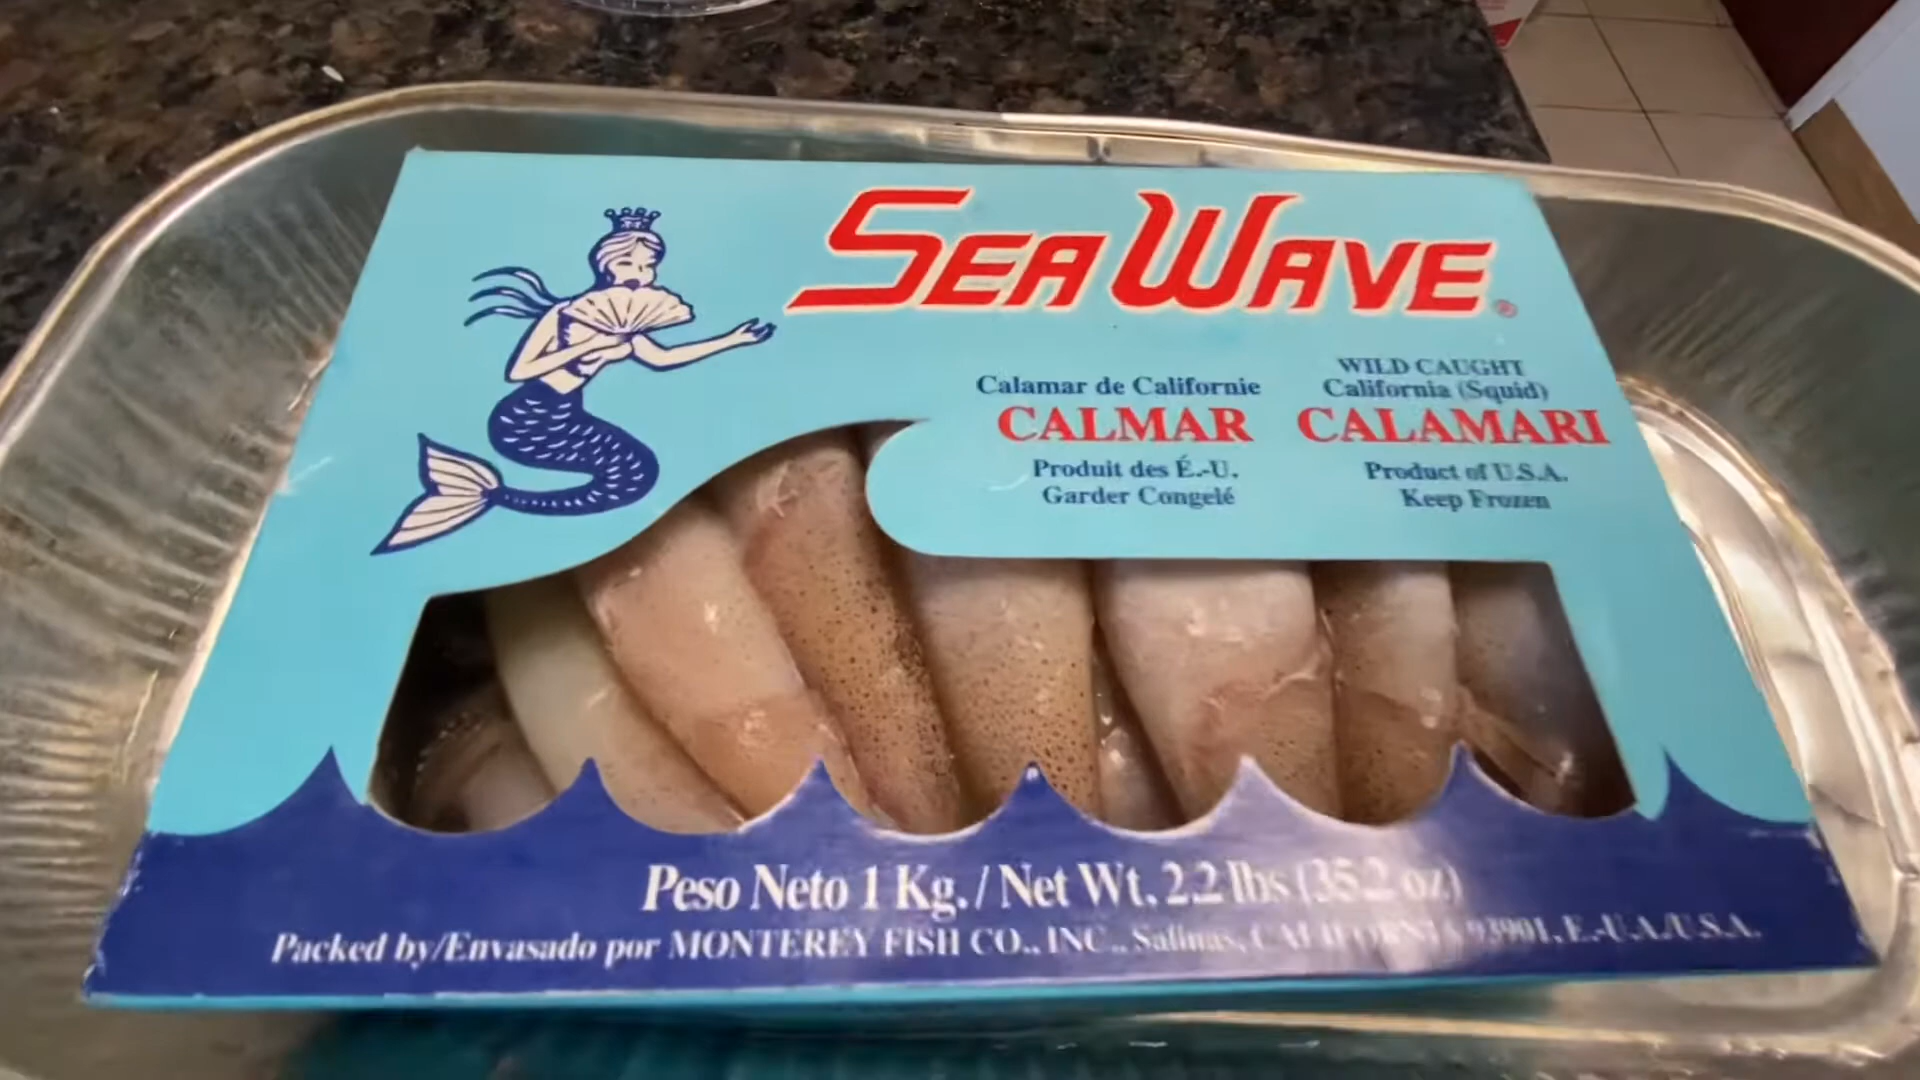 SEA WAVE®
Calamar de Californie
CALMAR
Produit des É.-U.
Garder Congelé
WILD CAUGHT
California (Squid)
CALAMARI
Product of U.S.A.
Keep Frozen
Peso Neto 1 Kg. / Net Wt. 2.2 lbs (35.2 oz)
Packed by/Envasado por MONTEREY FISH CO., INC., Salinas, CALIFORNIA 93901, E.-U.A./U.S.A.